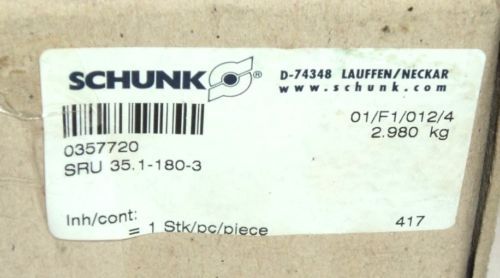 SCHUNK ® D-74348 LAUFFEN/NECKAR
www.schunk.com
01/F1/012/4
2.980 kg
0357720
SRU 35.1-180-3
Inh/cont:
= 1 Stk/pc/piece
417